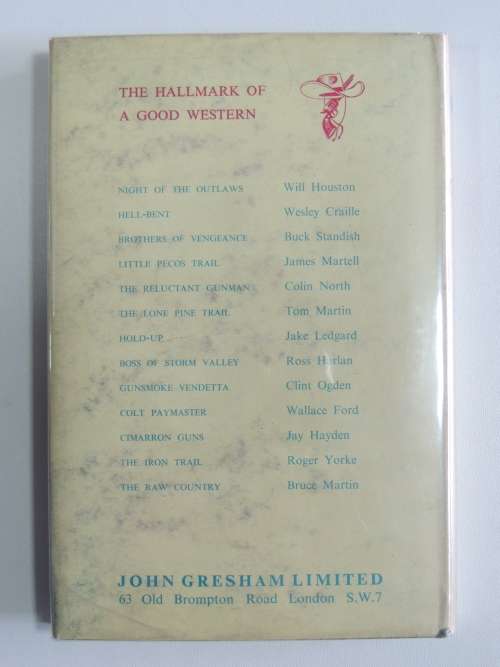 THE HALLMARK OF
A GOOD WESTERN
NIGHT OF THE OUTLAWS Will Houston
HELL-BENT Wesley Craille
BROTHERS OF VENGEANCE Buck Standish
LITTLE PECOS TRAIL James Martell
THE RELUCTANT GUNMAN Colin North
THE LONE PINE TRAIL Tom Martin
HOLD-UP Jake Ledgard
BOSS OF STORM VALLEY Ross Harlan
GUNSMOKE VENDETTA Clint Ogden
COLT PAYMASTER Wallace Ford
CIMARRON GUNS Jay Hayden
THE IRON TRAIL Roger Yorke
THE RAW COUNTRY Bruce Martin
JOHN GRESHAM LIMITED
63 Old Brompton Road London S.W.7